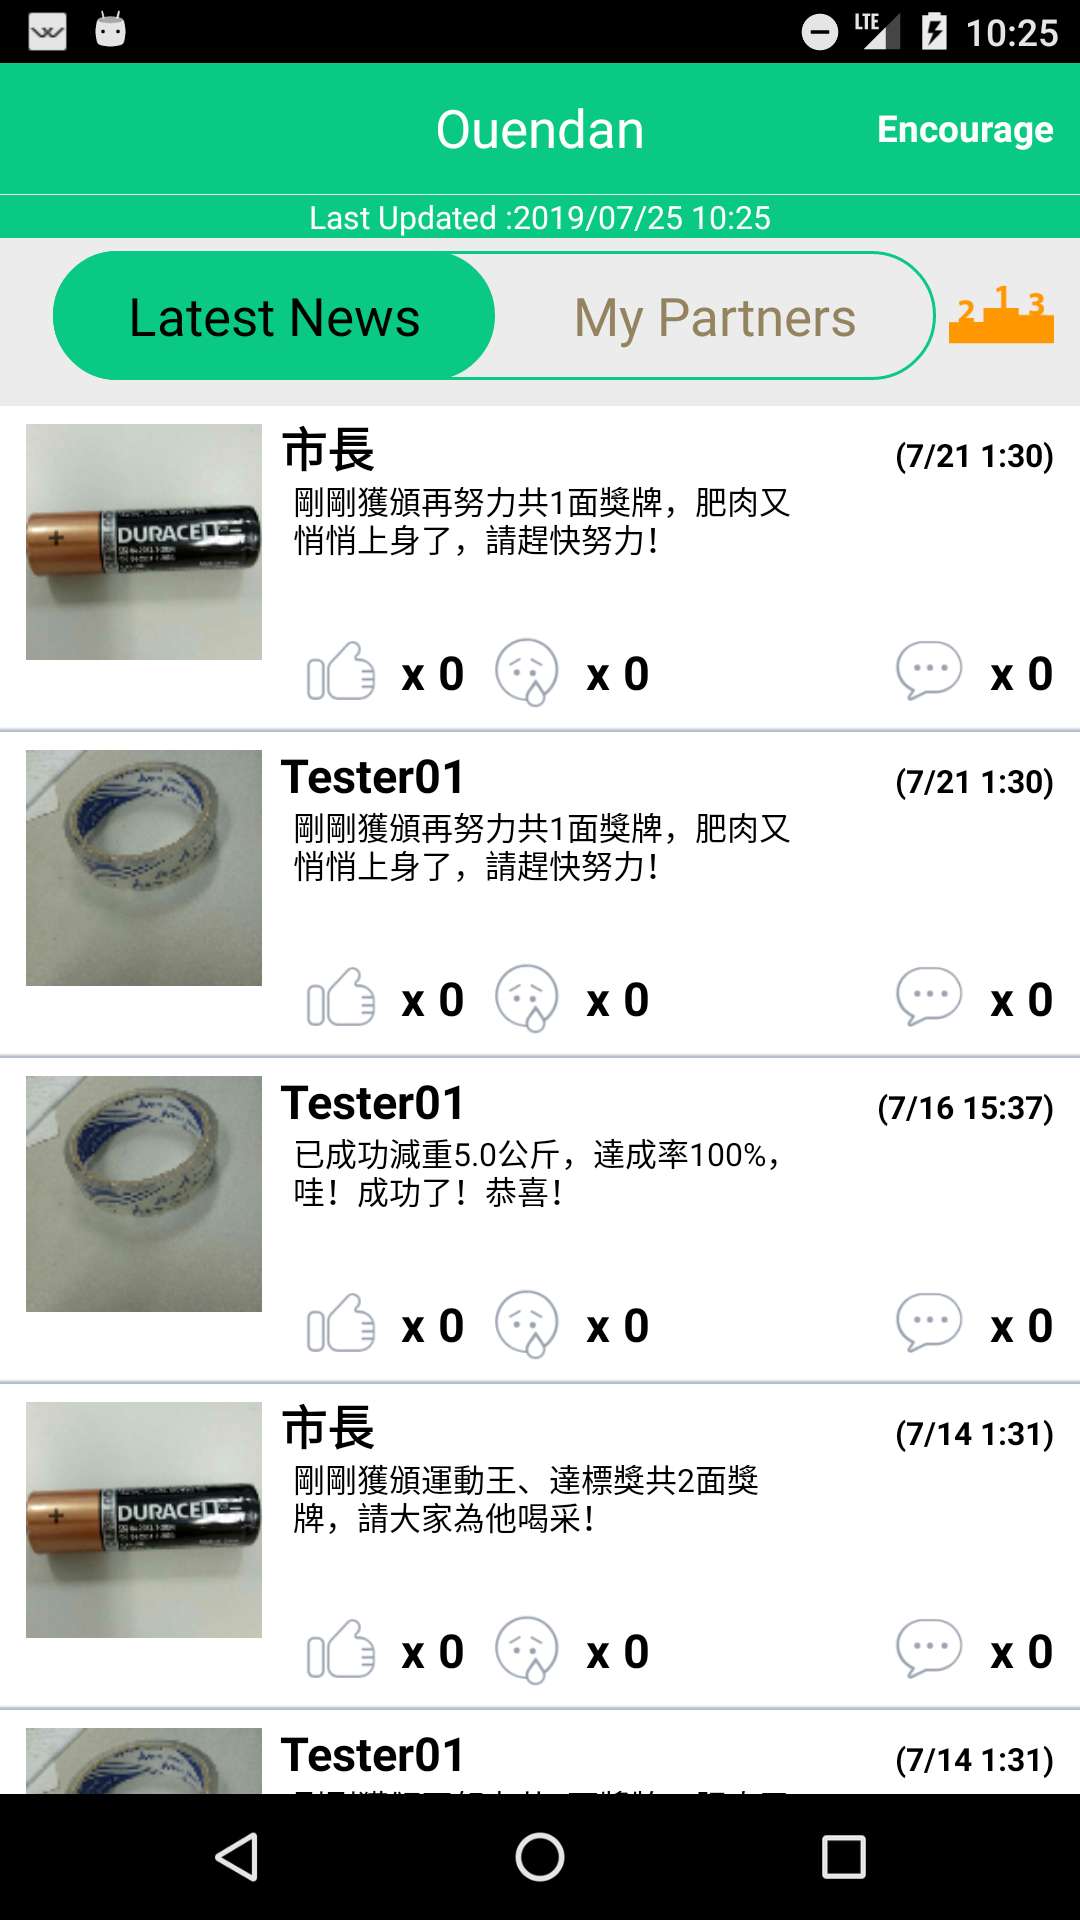 LTE 10:25
Ouendan
Encourage
Last Updated :2019/07/25 10:25
Latest News
My Partners
2 1 3
市長
(7/21 1:30)
剛剛獲頒再努力共1面獎牌，肥肉又
悄悄上身了，請趕快努力！
DURACELL
x 0
x 0
x 0
Tester01
(7/21 1:30)
剛剛獲頒再努力共1面獎牌，肥肉又
悄悄上身了，請趕快努力！
x 0
x 0
x 0
Tester01
(7/16 15:37)
已成功減重5.0公斤，達成率100%，
哇！成功了！恭喜！
x 0
x 0
x 0
市長
(7/14 1:31)
剛剛獲頒運動王、達標獎共2面獎
牌，請大家為他喝采！
DURACELL
x 0
x 0
x 0
Tester01
(7/14 1:31)